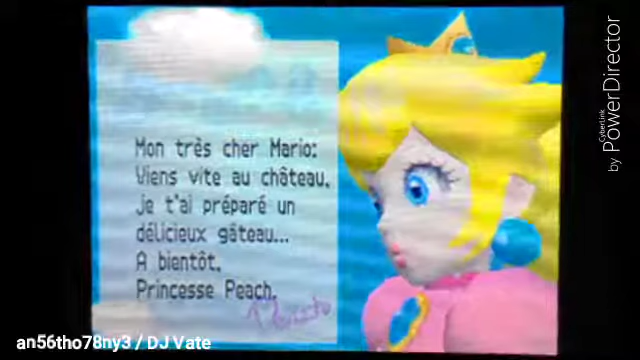 Mon très cher Mario:
Viens vite au château,
je t'ai préparé un
délicieux gâteau...
A bientôt,
Princesse Peach.
an56tho78ny3 / DJ Vate
by CyberLink PowerDirector